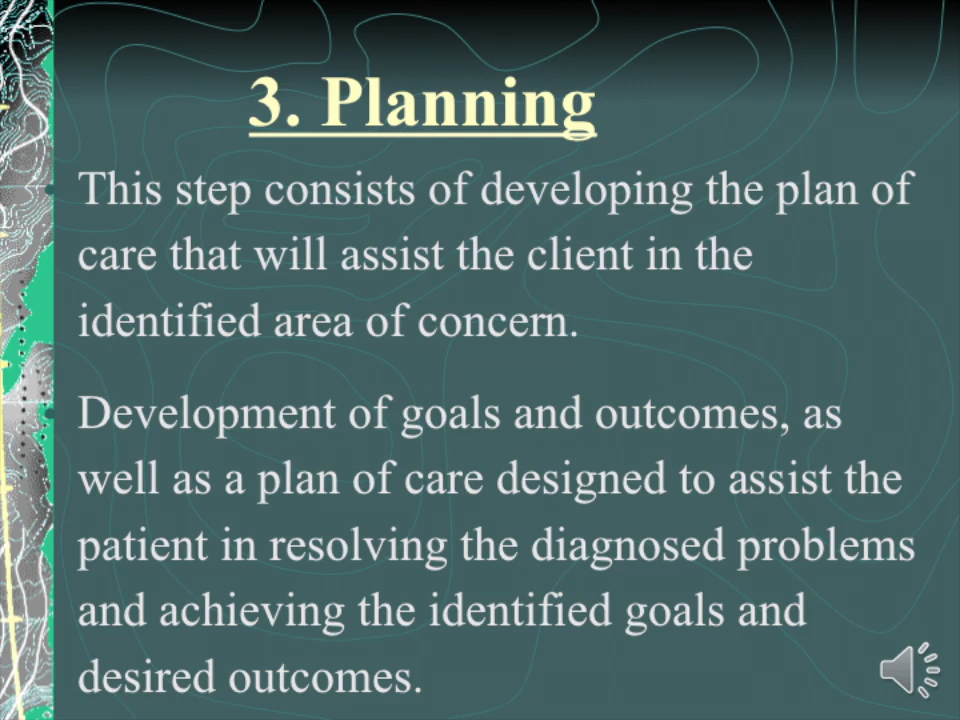 3. Planning
This step consists of developing the plan of
care that will assist the client in the
identified area of concern.
Development of goals and outcomes, as
well as a plan of care designed to assist the
patient in resolving the diagnosed problems
and achieving the identified goals and
desired outcomes.